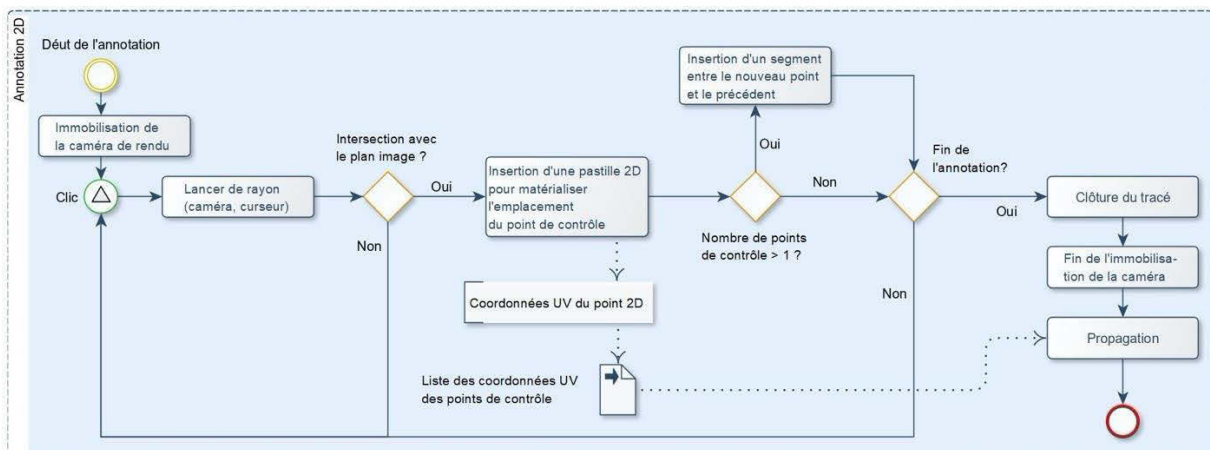 Annotation 2D
Déut de l'annotation
Immobilisation de
la caméra de rendu
Clic
Lancer de rayon
(caméra, curseur)
Intersection avec
le plan image ?
Oui
Non
Insertion d'une pastille 2D
pour matérialiser
l'emplacement
du point de contrôle
Coordonnées UV du point 2D
Liste des coordonnées UV
des points de contrôle
Insertion d'un segment
entre le nouveau point
et le précédent
Oui
Non
Nombre de points
de contrôle > 1 ?
Fin de
l'annotation?
Oui
Non
Clôture du tracé
Fin de l'immobilisa-
tion de la caméra
Propagation